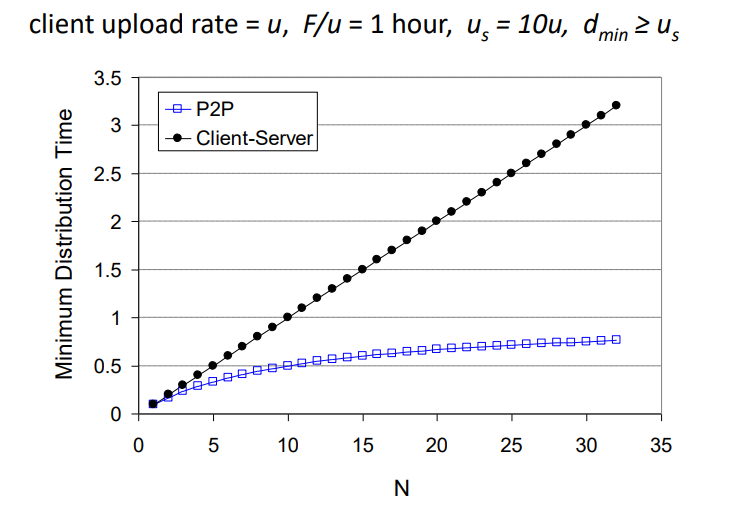 client upload rate = u, F/u = 1 hour, us = 10u, dmin ≥ us
3.5
P2P
3
Client-Server
2.5
2
1.5
1
0.5
0
Minimum Distribution Time
0 5 10 15 20 25 30 35
N